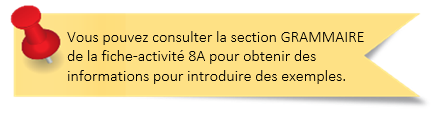 Vous pouvez consulter la section GRAMMAIRE
de la fiche-activité 8A pour obtenir des
informations pour introduire des exemples.